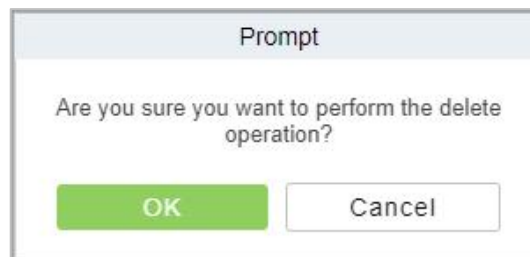 Prompt
Are you sure you want to perform the delete
operation?
OK
Cancel